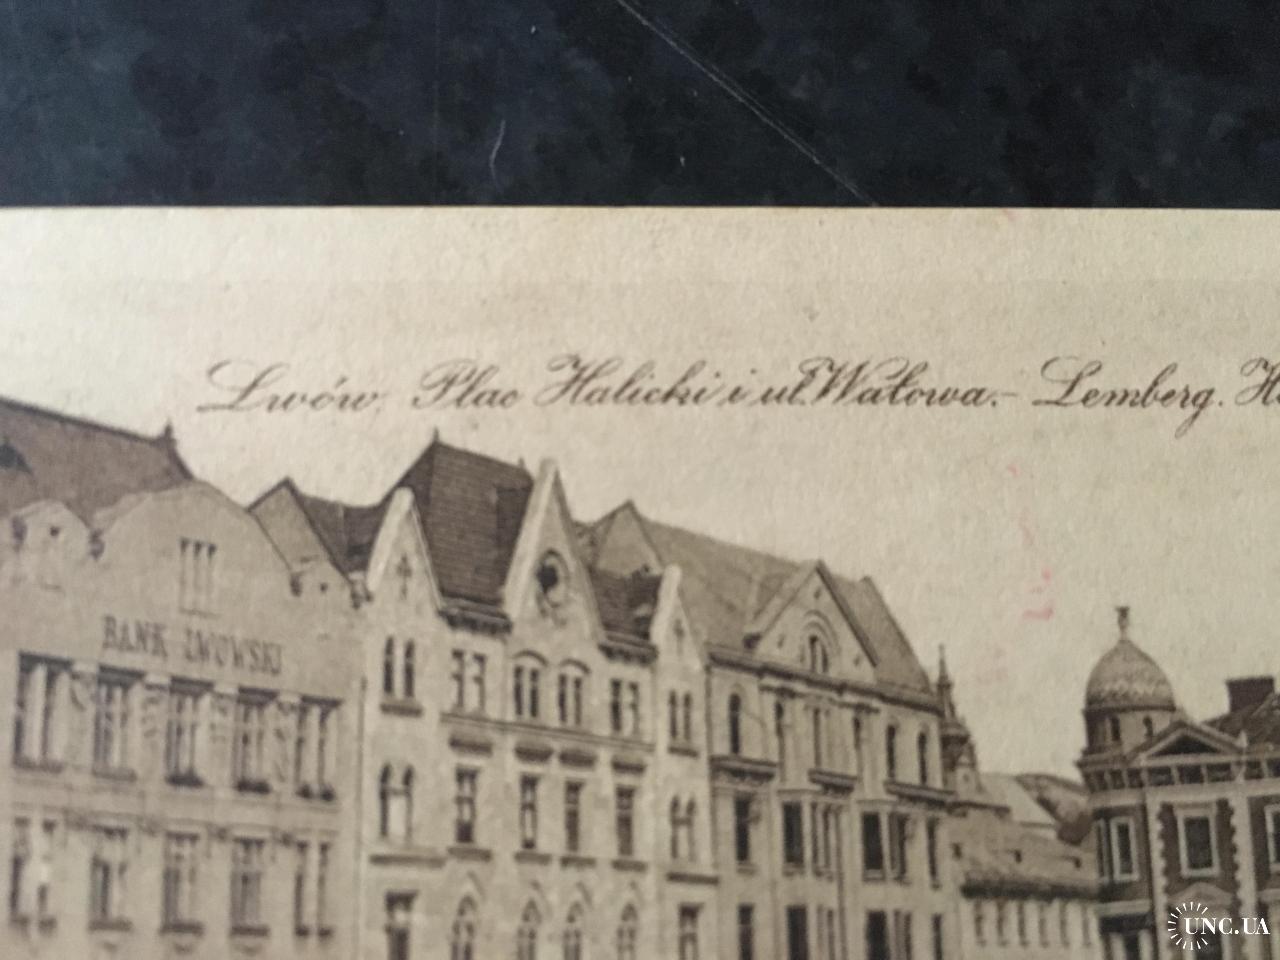 Lwów, Plac Halicki i ul. Wałowa.- Lemberg.
BANK LWOWSKI
UNC.UA